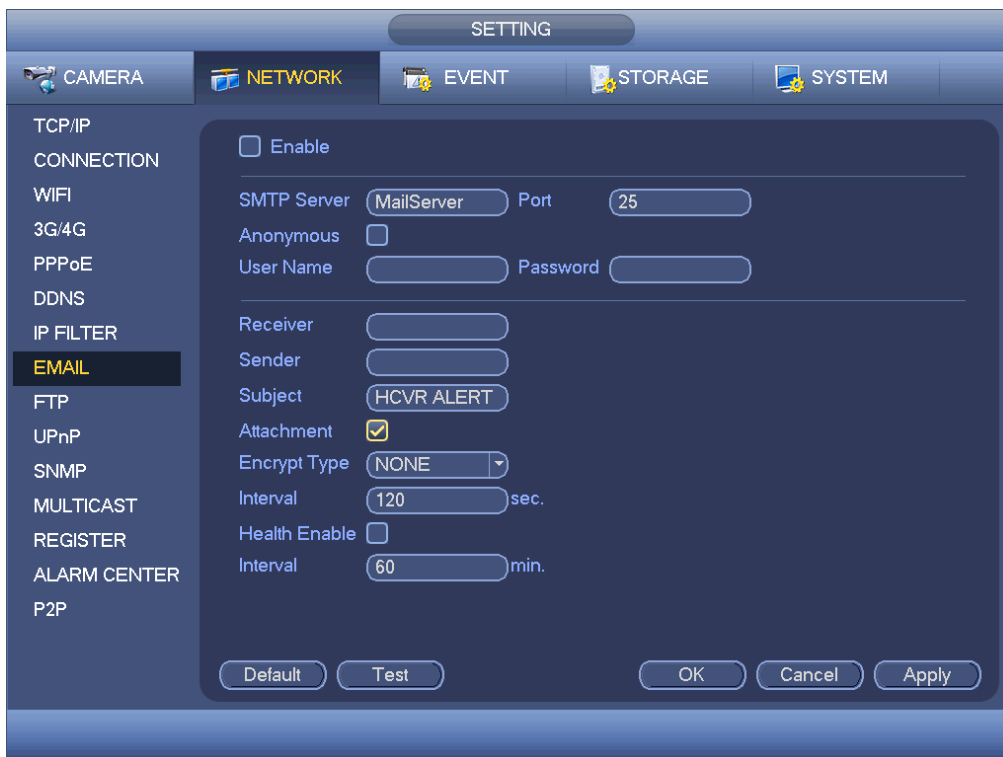 SETTING
CAMERA NETWORK EVENT STORAGE SYSTEM
TCP/IP
CONNECTION
WIFI
3G/4G
PPPoE
DDNS
IP FILTER
EMAIL
FTP
UPnP
SNMP
MULTICAST
REGISTER
ALARM CENTER
P2P
Enable
SMTP Server MailServer Port 25
Anonymous
User Name Password
Receiver
Sender
Subject HCVR ALERT
Attachment
Encrypt Type NONE
Interval 120 sec.
Health Enable
Interval 60 min.
Default Test OK Cancel Apply